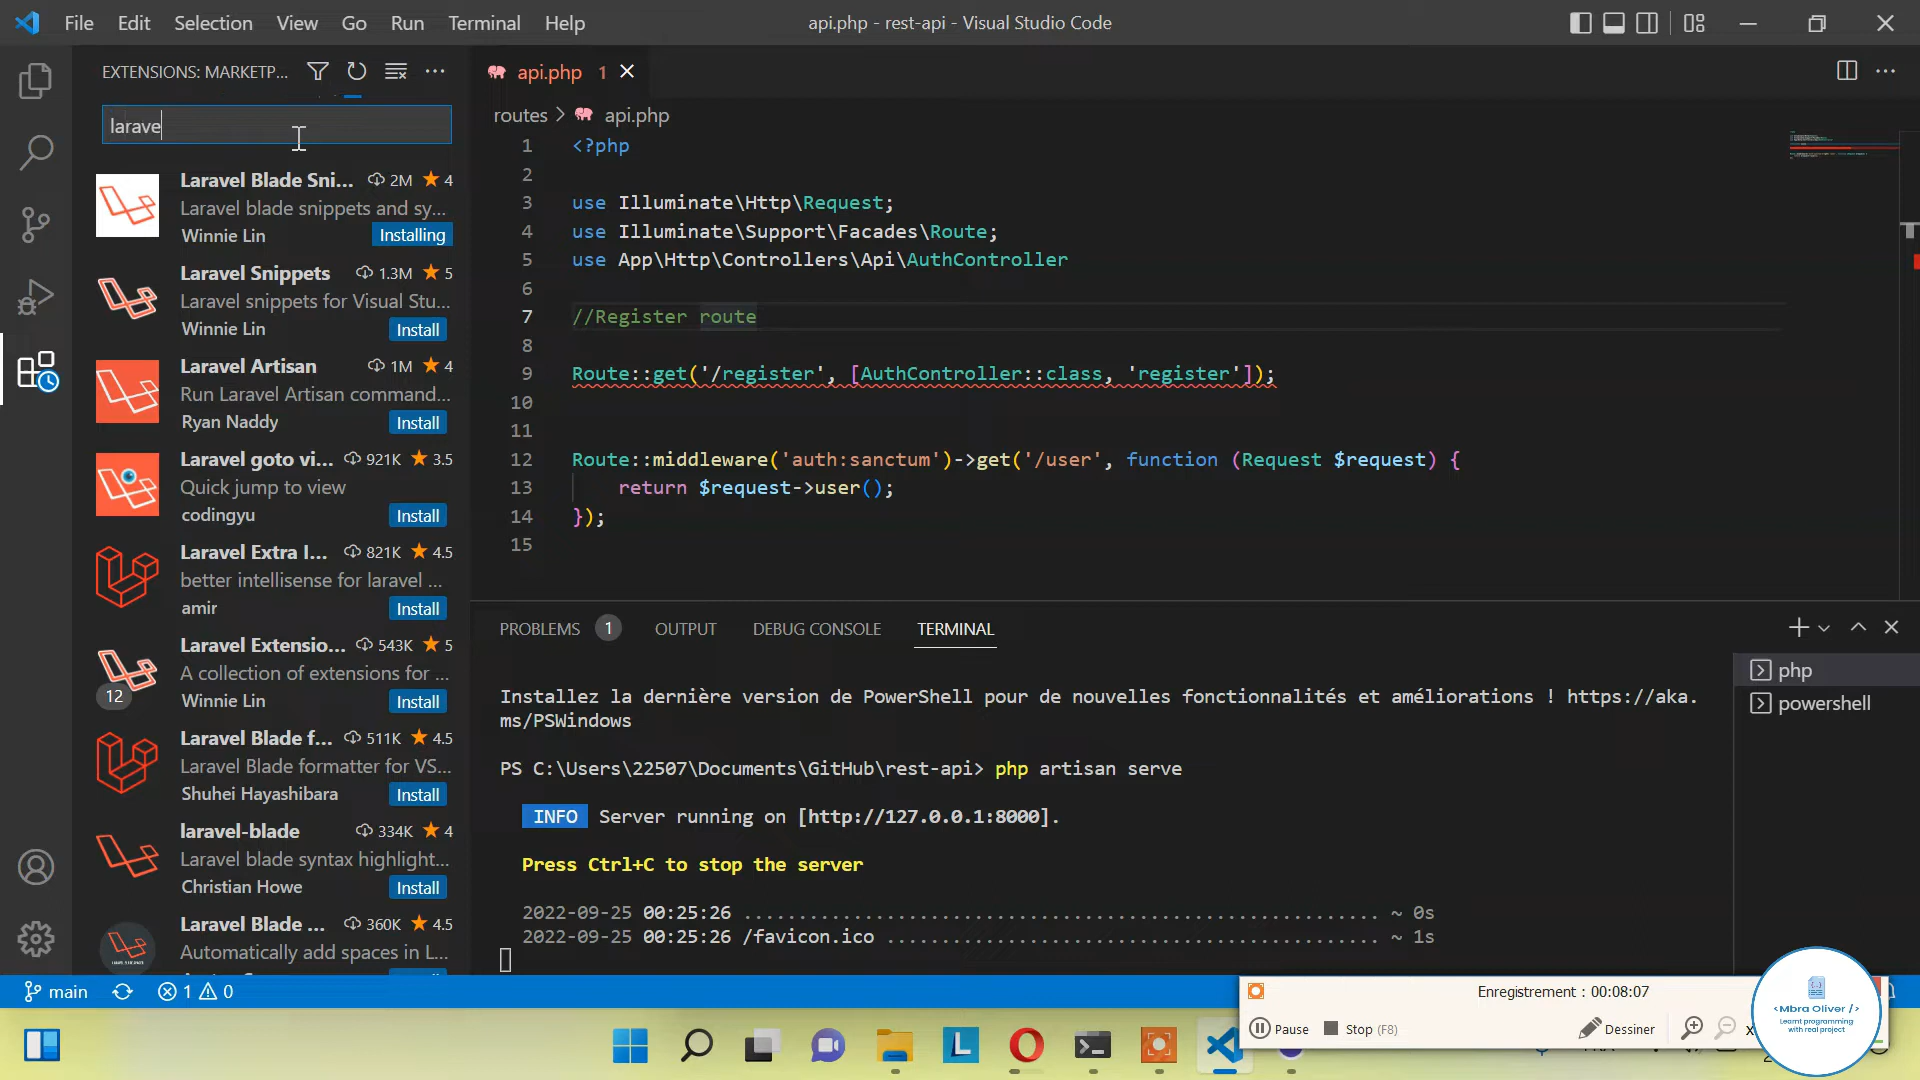 File Edit Selection View Go Run Terminal Help
api.php - rest-api - Visual Studio Code
EXTENSIONS: MARKETP...
larave
Laravel Blade Sni... 2M 4
Laravel blade snippets and sy...
Winnie Lin Installing
Laravel Snippets 1.3M 5
Laravel snippets for Visual Stu...
Winnie Lin Install
Laravel Artisan 1M 4
Run Laravel Artisan command...
Ryan Naddy Install
Laravel goto vi... 921K 3.5
Quick jump to view
codingyu Install
Laravel Extra I... 821K 4.5
better intellisense for laravel ...
amir Install
Laravel Extensio... 543K 5
A collection of extensions for ...
12 Winnie Lin Install
Laravel Blade f... 511K 4.5
Laravel Blade formatter for VS...
Shuhei Hayashibara Install
laravel-blade 334K 4
Laravel blade syntax highlight...
Christian Howe Install
Laravel Blade ... 360K 4.5
Automatically add spaces in L...
api.php 1
routes > api.php
1 <?php
2
3 use Illuminate\Http\Request;
4 use Illuminate\Support\Facades\Route;
5 use App\Http\Controllers\Api\AuthController
6
7 //Register route
8
9 Route::get('/register', [AuthController::class, 'register']);
10
11
12 Route::middleware('auth:sanctum')->get('/user', function (Request $request) {
13 return $request->user();
14 });
15
PROBLEMS 1 OUTPUT DEBUG CONSOLE TERMINAL
Installez la dernière version de PowerShell pour de nouvelles fonctionnalités et améliorations ! https://aka.
ms/PSWindows
PS C:\Users\22507\Documents\GitHub\rest-api> php artisan serve
INFO Server running on [http://127.0.0.1:8000].
Press Ctrl+C to stop the server
2022-09-25 00:25:26 .......................................................... ~ 0s
2022-09-25 00:25:26 /favicon.ico ............................................. ~ 1s
php
powershell
main 1 0
Enregistrement : 00:08:07
Pause Stop (F8) Dessiner
<Mbra Oliver />
Learnt programming
with real project